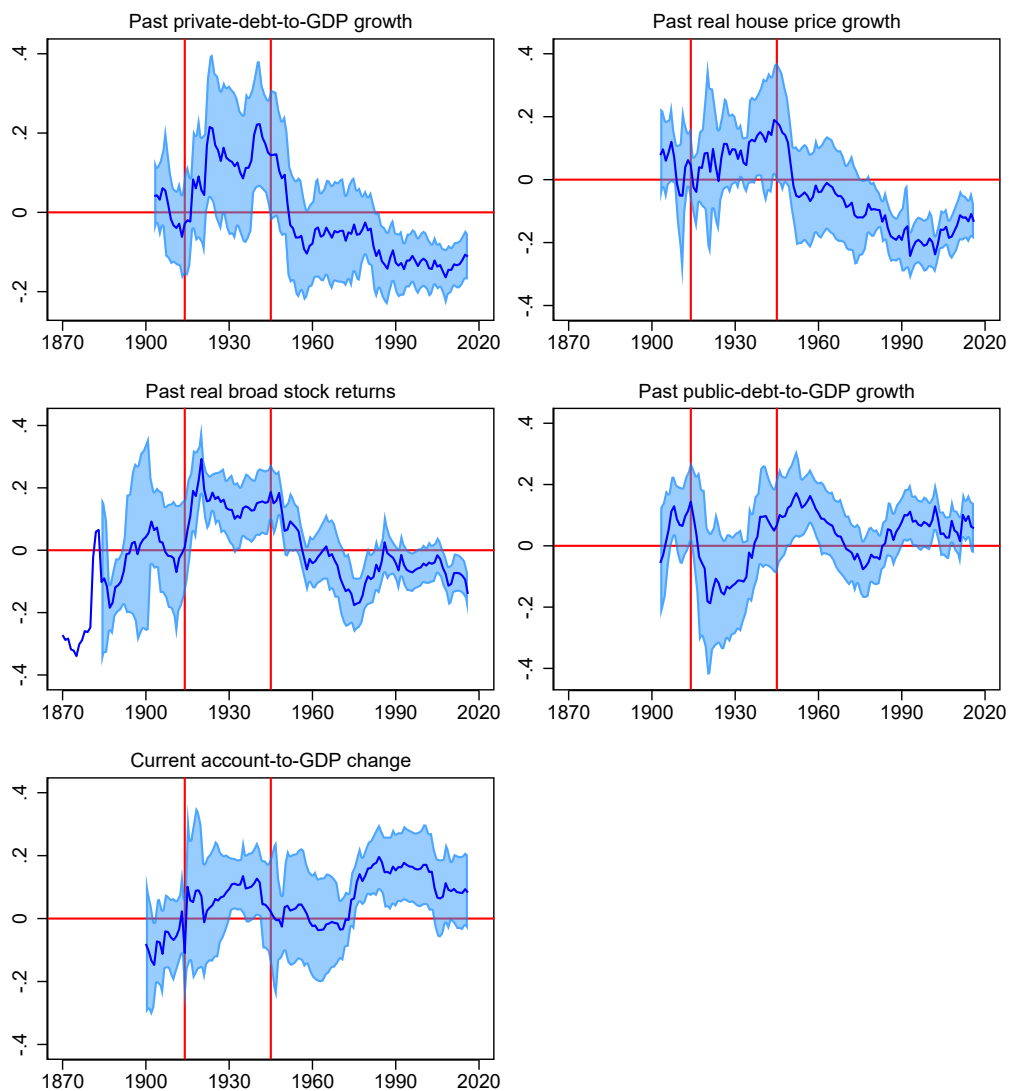 Past private-debt-to-GDP growth
.4
.2
0
-.2
1870 1900 1930 1960 1990 2020
Past real house price growth
.4
.2
0
-.2
-.4
1870 1900 1930 1960 1990 2020
Past real broad stock returns
.4
.2
0
-.2
-.4
1870 1900 1930 1960 1990 2020
Past public-debt-to-GDP growth
.4
.2
0
-.2
-.4
1870 1900 1930 1960 1990 2020
Current account-to-GDP change
.4
.2
0
-.2
-.4
1870 1900 1930 1960 1990 2020